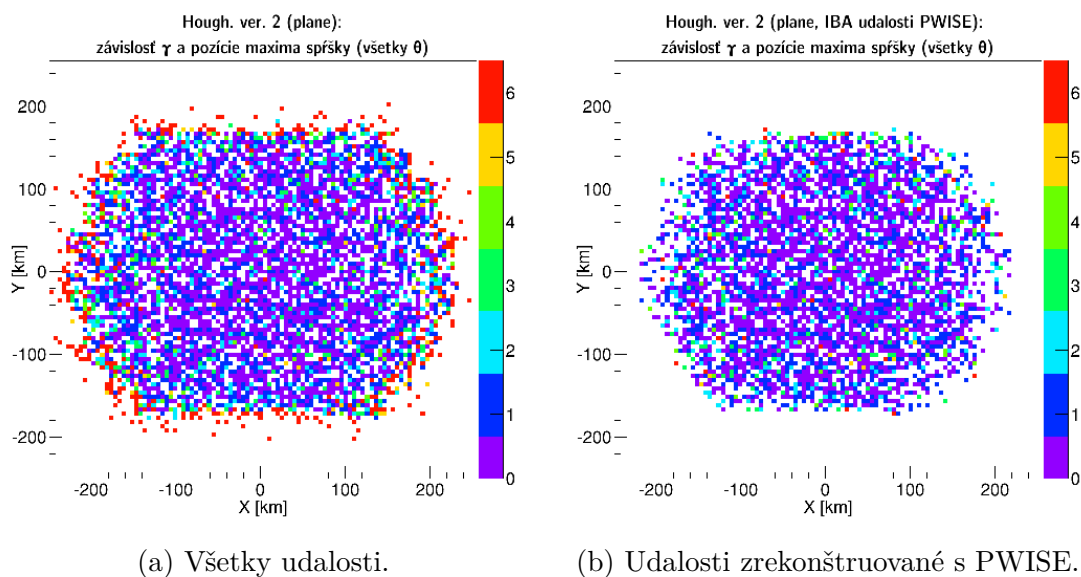 Hough. ver. 2 (plane):
závislosť γ a pozície maxima spŕšky (všetky θ)
Y [km]
200
100
0
-100
-200
-200 -100 0 100 200
X [km]
6
5
4
3
2
1
0
(a) Všetky udalosti.
Hough. ver. 2 (plane, IBA udalosti PWISE):
závislosť γ a pozície maxima spŕšky (všetky θ)
Y [km]
200
100
0
-100
-200
-200 -100 0 100 200
X [km]
6
5
4
3
2
1
0
(b) Udalosti zrekonštruované s PWISE.